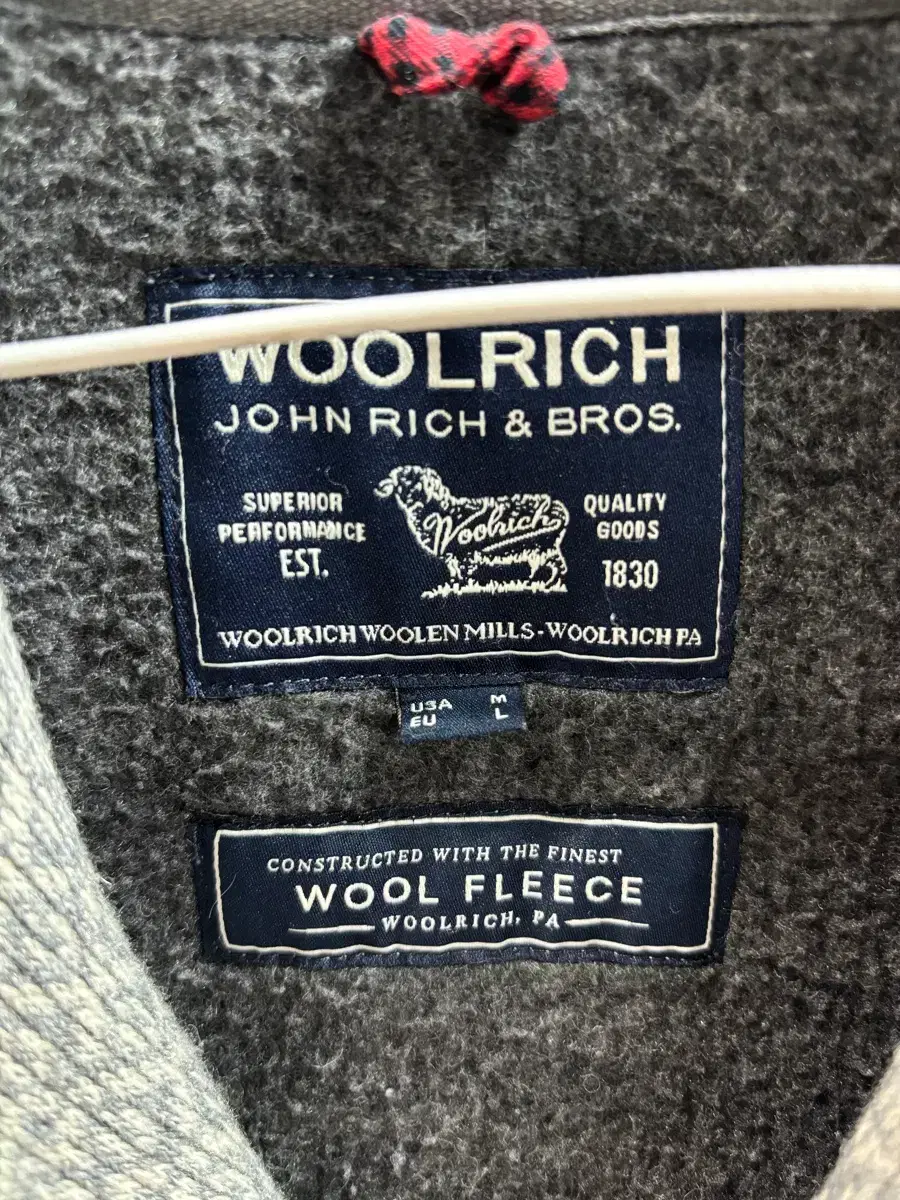 WOOLRICH
JOHN RICH & BROS.
SUPERIOR
PERFORMANCE
EST.
Woolrich
QUALITY
GOODS
1830
WOOLRICH WOOLEN MILLS-WOOLRICH PA
USA M
EU L
CONSTRUCTED WITH THE FINEST
WOOL FLEECE
WOOLRICH, PA